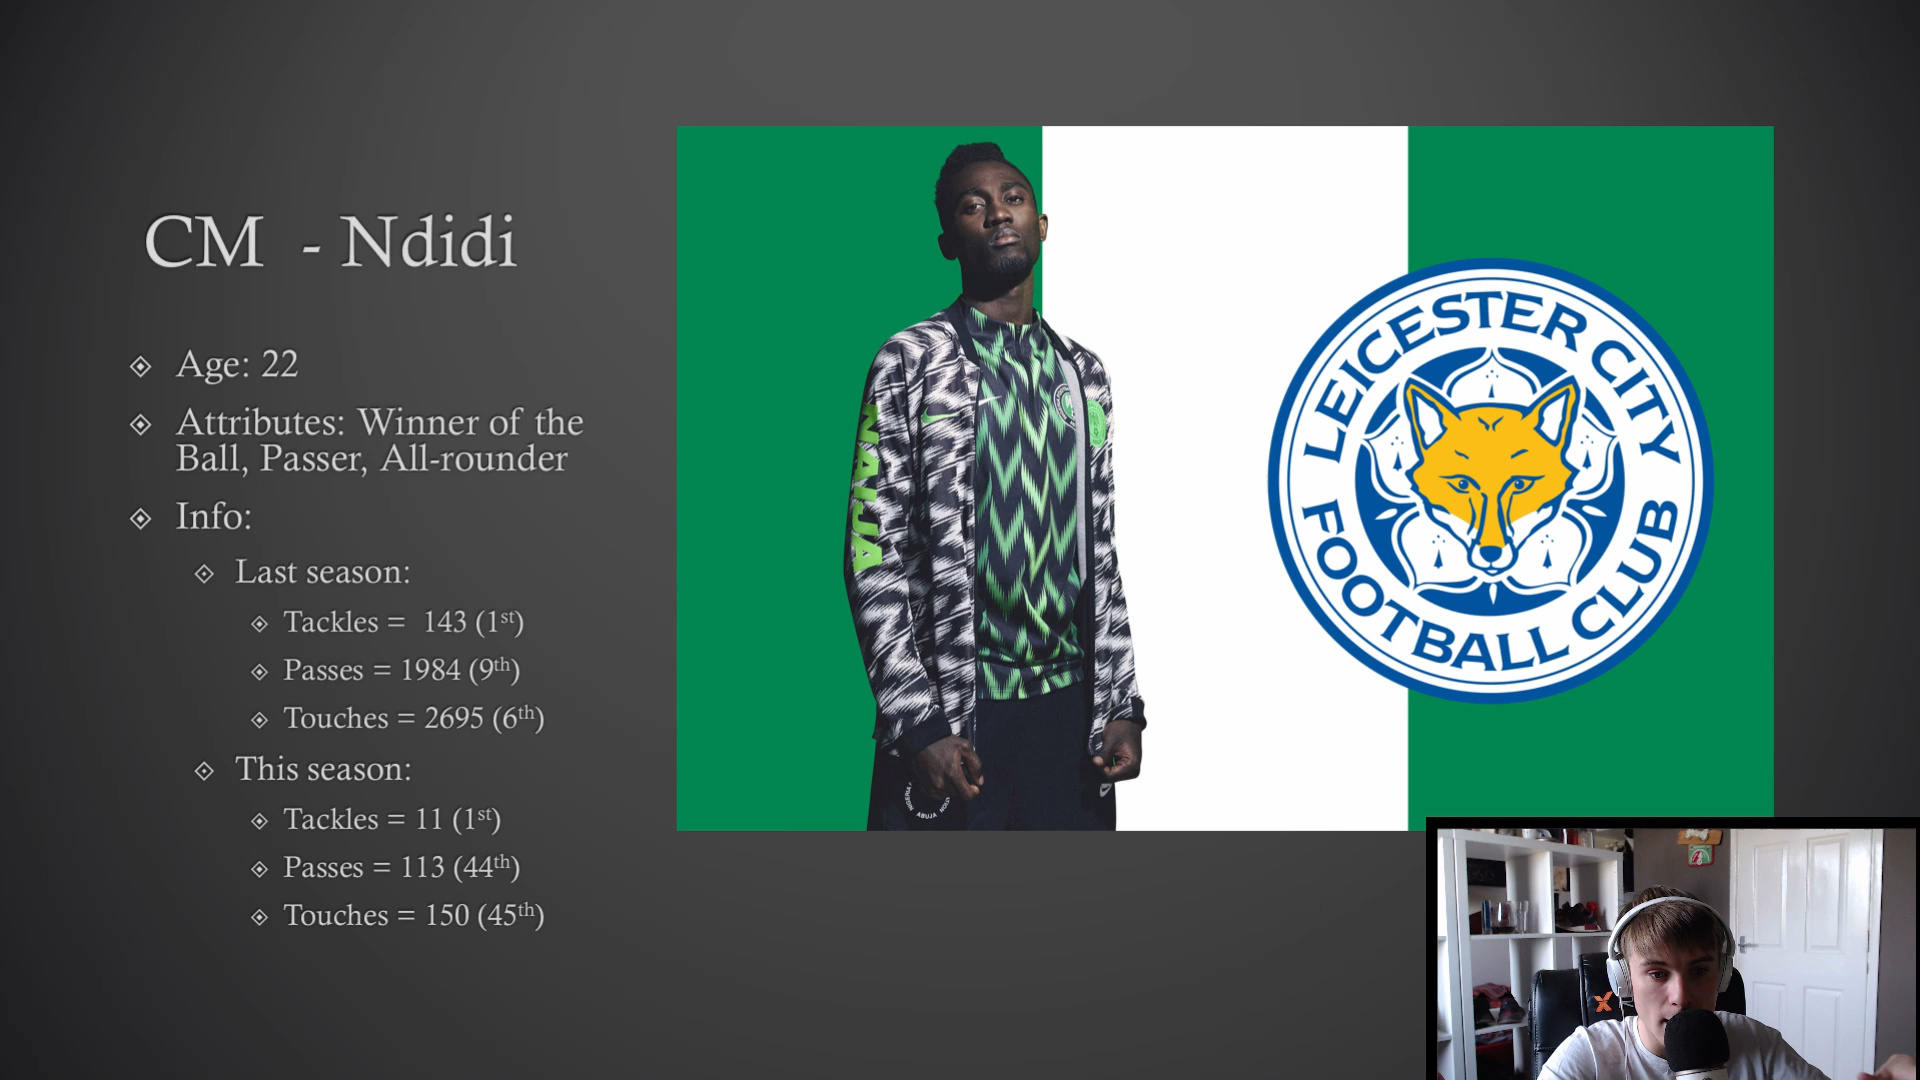 CM - Ndidi
Age: 22
Attributes: Winner of the
Ball, Passer, All-rounder
Info:
Last season:
Tackles = 143 (1st)
Passes = 1984 (9th)
Touches = 2695 (6th)
This season:
Tackles = 11 (1st)
Passes = 113 (44th)
Touches = 150 (45th)
NAIJA
NIGERIA
ABUJA
LEICESTER CITY
FOOTBALL CLUB